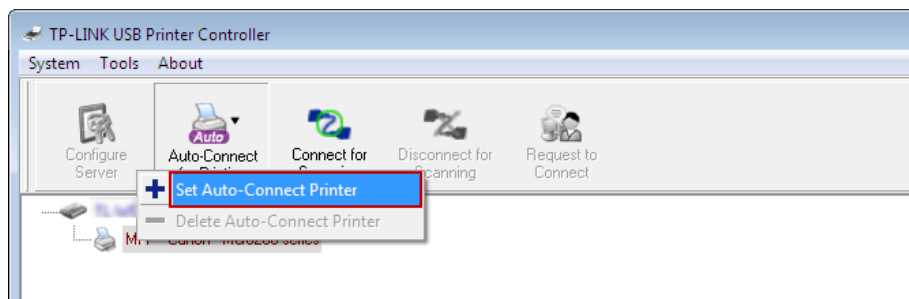 TP-LINK USB Printer Controller
System Tools About
Auto
Configure
Server
Auto-Connect
Connect for
Disconnect for
Scanning
Request to
Connect
Set Auto-Connect Printer
Delete Auto-Connect Printer
series